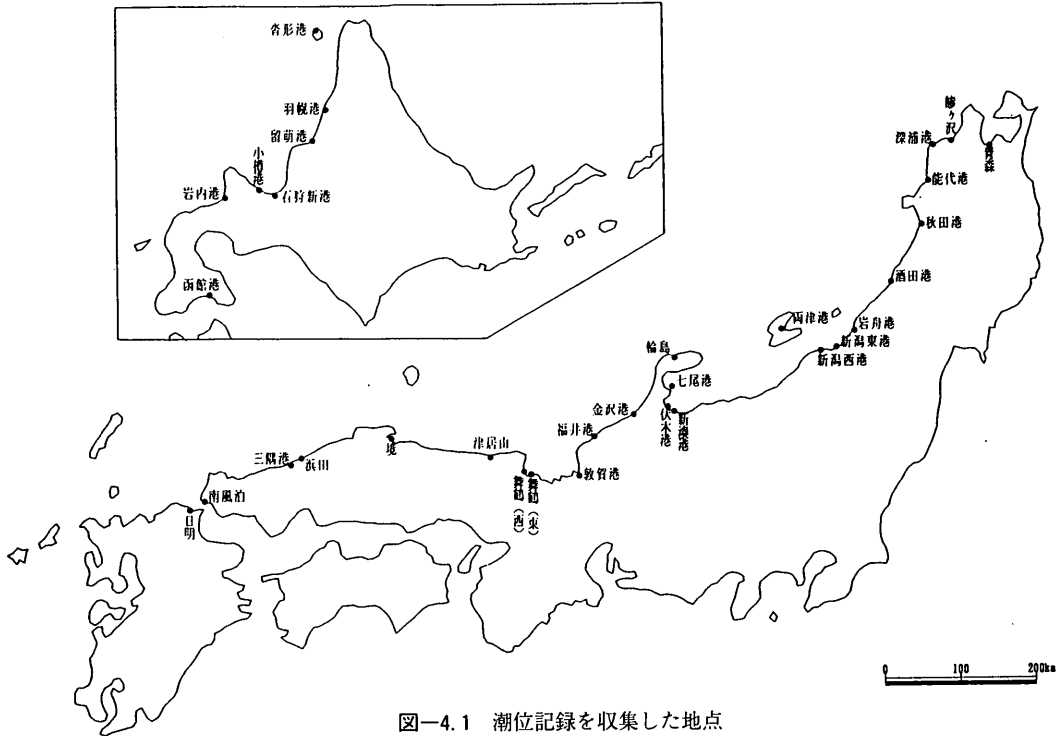 沓形港
羽幌港
留萌港
小樽港
石狩新港
岩内港
函館港
鯵ヶ沢
深浦港
青森
能代港
秋田港
酒田港
両津港
岩舟港
新潟東港
新潟西港
輪島
七尾港
金沢港
伏木港
新湊港
福井港
敦賀港
津居山
舞鶴（西）
舞鶴（東）
境
三隅港
浜田
南風泊
日明
0 100 200km
図－4.1 潮位記録を収集した地点